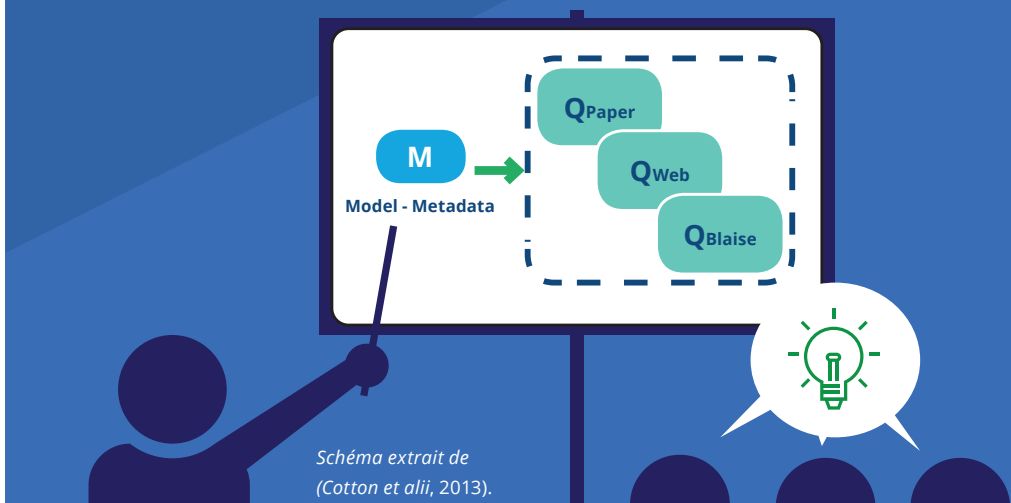 M
Model - Metadata
QPaper
QWeb
QBlaise
Schéma extrait de
(Cotton et alii, 2013).